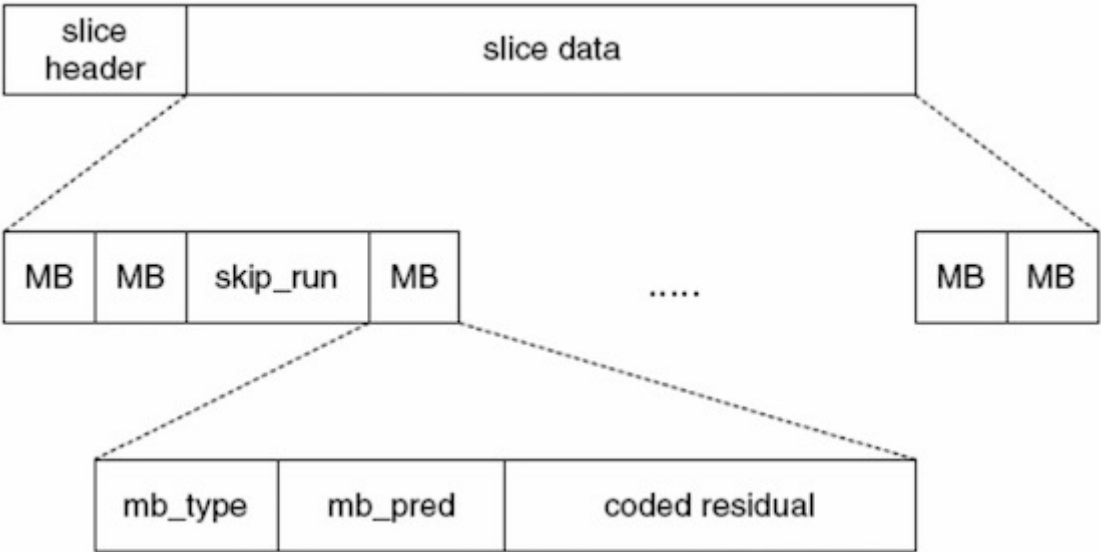 slice
header
slice data
MB MB skip_run MB ..... MB MB
mb_type mb_pred coded residual